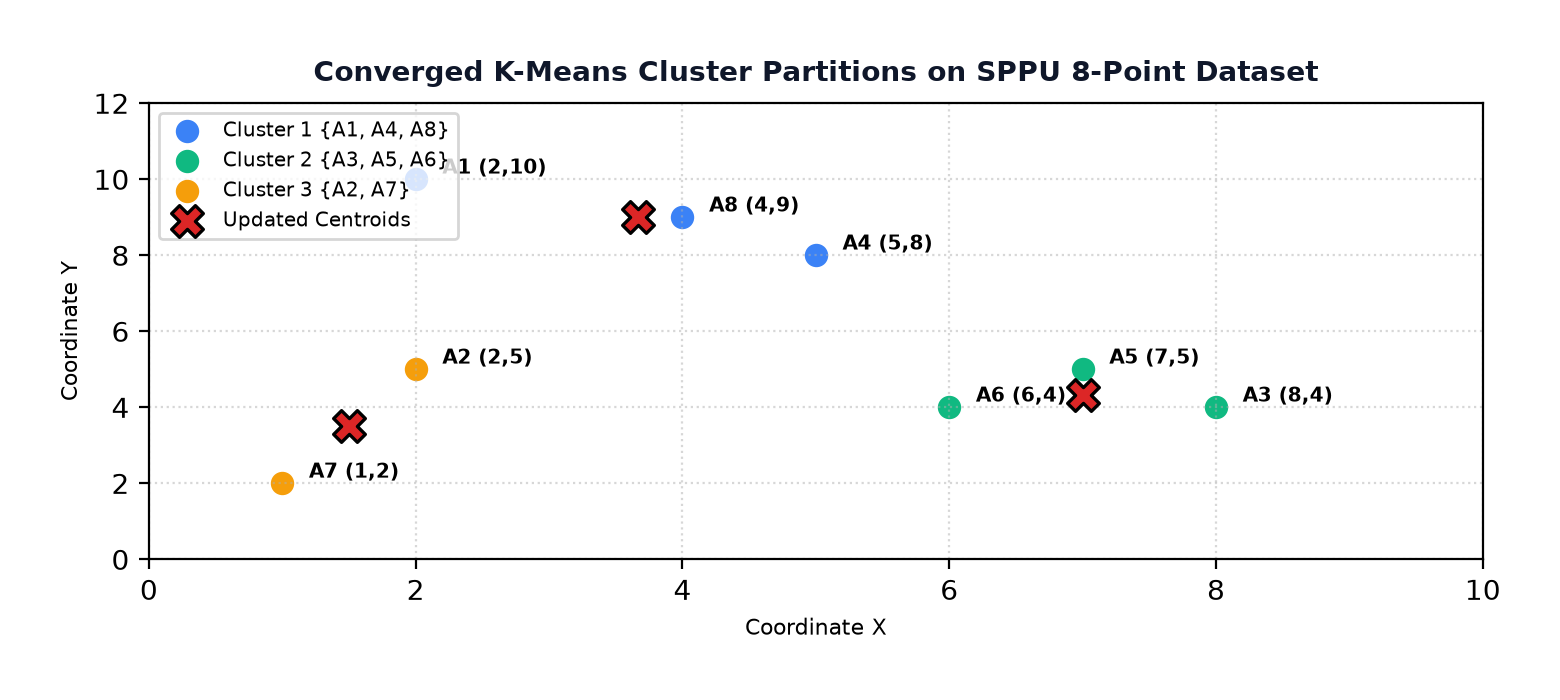 Converged K-Means Cluster Partitions on SPPU 8-Point Dataset
12
10
8
6
4
2
0
Coordinate Y
Cluster 1 {A1, A4, A8}
Cluster 2 {A3, A5, A6}
Cluster 3 {A2, A7}
Updated Centroids
A1 (2,10)
A8 (4,9)
A4 (5,8)
A2 (2,5)
A5 (7,5)
A6 (6,4)
A3 (8,4)
A7 (1,2)
0 2 4 6 8 10
Coordinate X